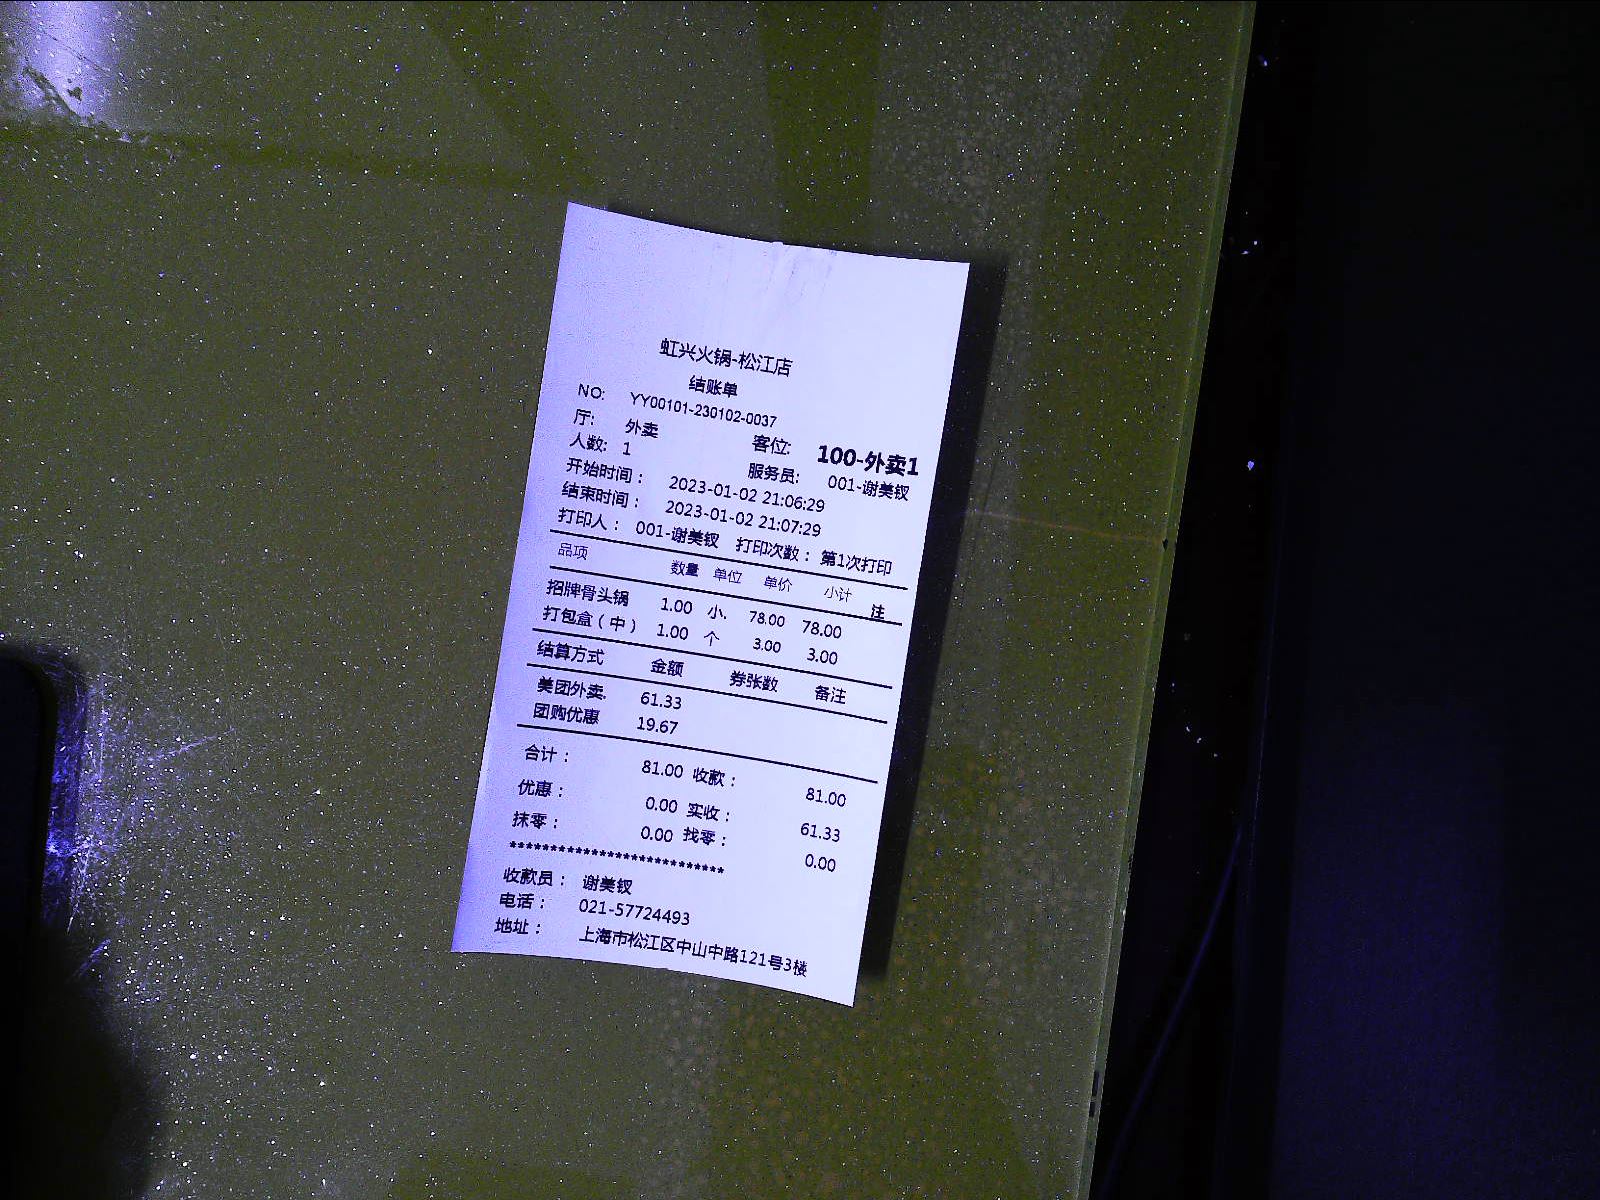 虹兴火锅-松江店
结账单
NO: YY00101-230102-0037
厅: 外卖 客位: 100-外卖1
人数: 1 服务员: 001-谢美钗
开始时间: 2023-01-02 21:06:29
结束时间: 2023-01-02 21:07:29
打印人: 001-谢美钗 打印次数: 第1次打印
品项 数量 单位 单价 小计 注
招牌骨头锅 1.00 小. 78.00 78.00
打包盒(中) 1.00 个 3.00 3.00
结算方式 金额 券张数 备注
美团外卖. 61.33
团购优惠 19.67
合计: 81.00 收款: 81.00
优惠: 0.00 实收: 61.33
抹零: 0.00 找零: 0.00
**************************
收款员: 谢美钗
电话: 021-57724493
地址: 上海市松江区中山中路121号3楼